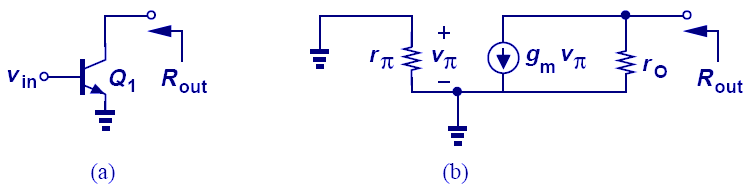 v_in Q_1 R_out
(a)
r_π + v_π − g_m v_π r_O R_out
(b)